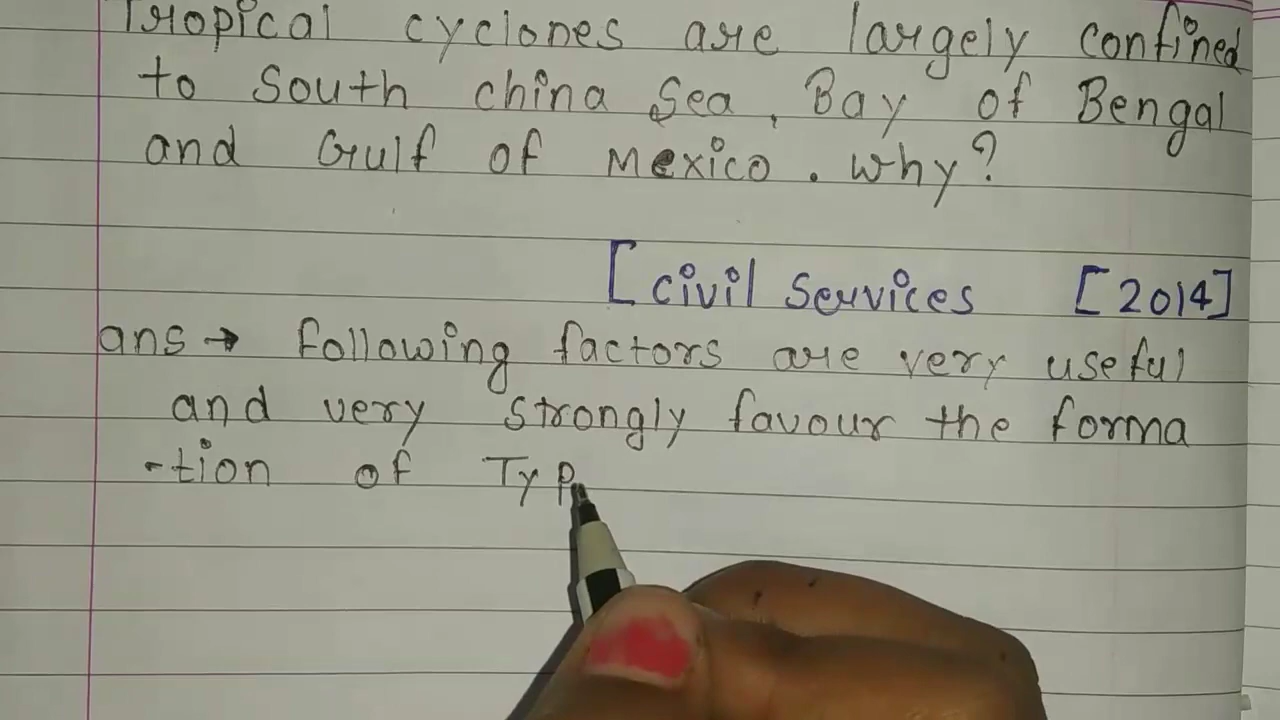 Tropical cyclones are largely confined
to South china Sea, Bay of Bengal
and Gulf of Mexico. Why?
[civil Services [2014]
ans → following factors are very useful
and very strongly favour the forma
-tion of Typ